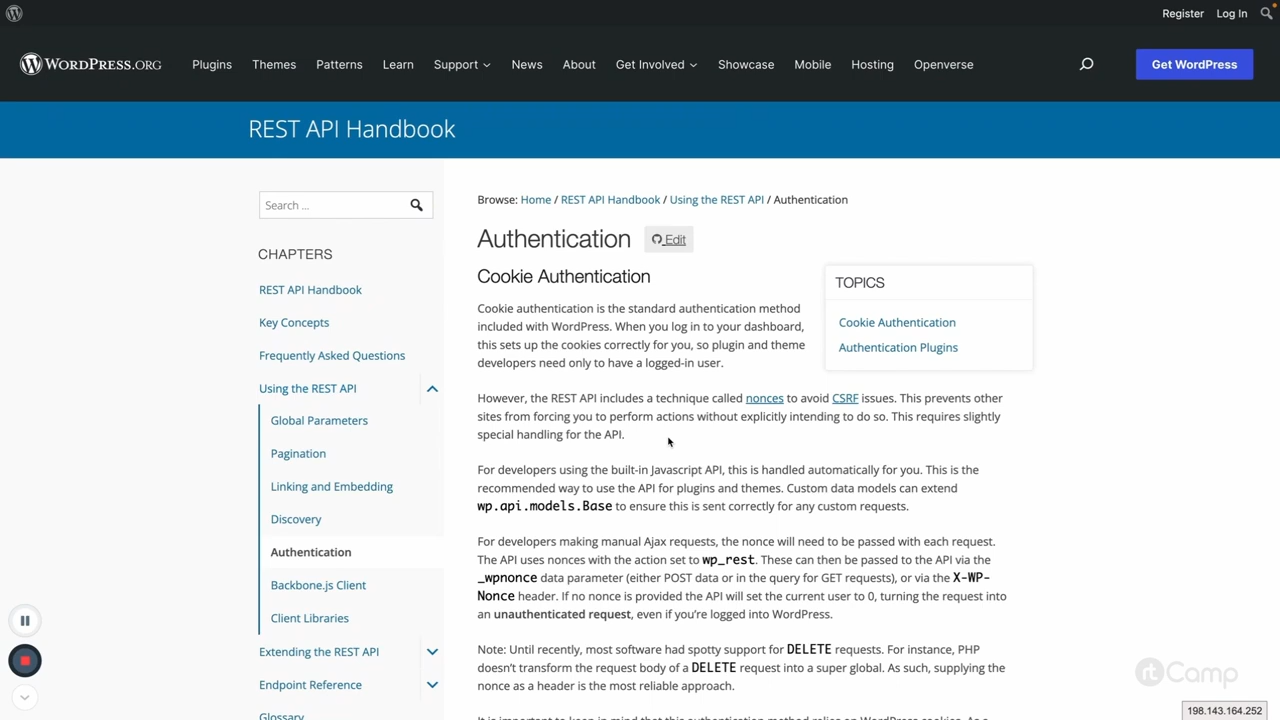 Register Log In
WORDPRESS.ORG Plugins Themes Patterns Learn Support News About Get Involved Showcase Mobile Hosting Openverse Get WordPress
REST API Handbook
Search ...
CHAPTERS
REST API Handbook
Key Concepts
Frequently Asked Questions
Using the REST API
Global Parameters
Pagination
Linking and Embedding
Discovery
Authentication
Backbone.js Client
Client Libraries
Extending the REST API
Endpoint Reference
Glossary
Browse: Home / REST API Handbook / Using the REST API / Authentication
Authentication Edit
Cookie Authentication
Cookie authentication is the standard authentication method
included with WordPress. When you log in to your dashboard,
this sets up the cookies correctly for you, so plugin and theme
developers need only to have a logged-in user.
TOPICS
Cookie Authentication
Authentication Plugins
However, the REST API includes a technique called nonces to avoid CSRF issues. This prevents other
sites from forcing you to perform actions without explicitly intending to do so. This requires slightly
special handling for the API.
For developers using the built-in Javascript API, this is handled automatically for you. This is the
recommended way to use the API for plugins and themes. Custom data models can extend
wp.api.models.Base to ensure this is sent correctly for any custom requests.
For developers making manual Ajax requests, the nonce will need to be passed with each request.
The API uses nonces with the action set to wp_rest. These can then be passed to the API via the
_wpnonce data parameter (either POST data or in the query for GET requests), or via the X-WP-
Nonce header. If no nonce is provided the API will set the current user to 0, turning the request into
an unauthenticated request, even if you're logged into WordPress.
Note: Until recently, most software had spotty support for DELETE requests. For instance, PHP
doesn't transform the request body of a DELETE request into a super global. As such, supplying the
nonce as a header is the most reliable approach.
It is important to keep in mind that this authentication method relies on WordPress cookies. As a
rtCamp
198.143.164.252